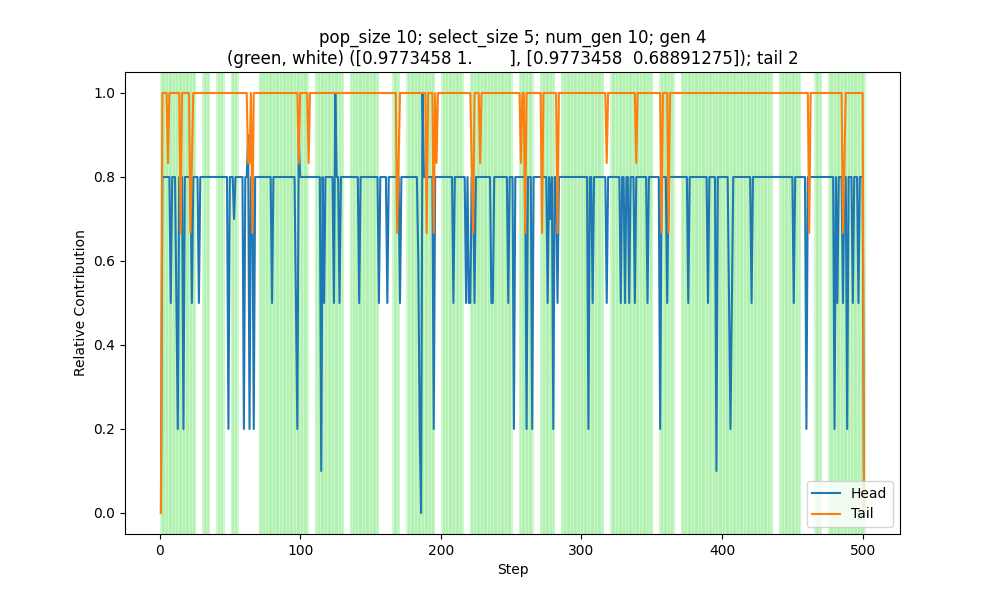 pop_size 10; select_size 5; num_gen 10; gen 4
(green, white) ([0.9773458 1.       ], [0.9773458  0.68891275]); tail 2
1.0
0.8
0.6
0.4
0.2
0.0
Relative Contribution
0 100 200 300 400 500
Step
Head
Tail